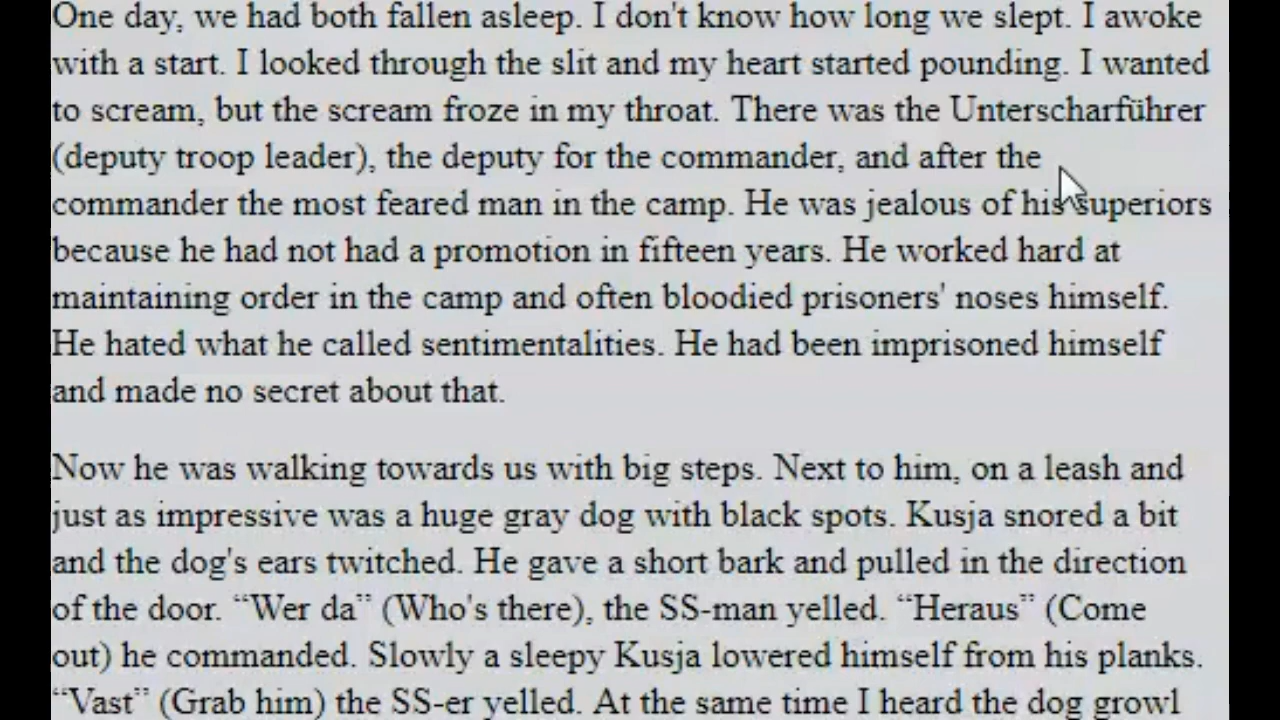 One day, we had both fallen asleep. I don't know how long we slept. I awoke
with a start. I looked through the slit and my heart started pounding. I wanted
to scream, but the scream froze in my throat. There was the Unterscharführer
(deputy troop leader), the deputy for the commander, and after the
commander the most feared man in the camp. He was jealous of his superiors
because he had not had a promotion in fifteen years. He worked hard at
maintaining order in the camp and often bloodied prisoners' noses himself.
He hated what he called sentimentalities. He had been imprisoned himself
and made no secret about that.
Now he was walking towards us with big steps. Next to him, on a leash and
just as impressive was a huge gray dog with black spots. Kusja snored a bit
and the dog's ears twitched. He gave a short bark and pulled in the direction
of the door. “Wer da” (Who's there), the SS-man yelled. “Heraus” (Come
out) he commanded. Slowly a sleepy Kusja lowered himself from his planks.
“Vast” (Grab him) the SS-er yelled. At the same time I heard the dog growl